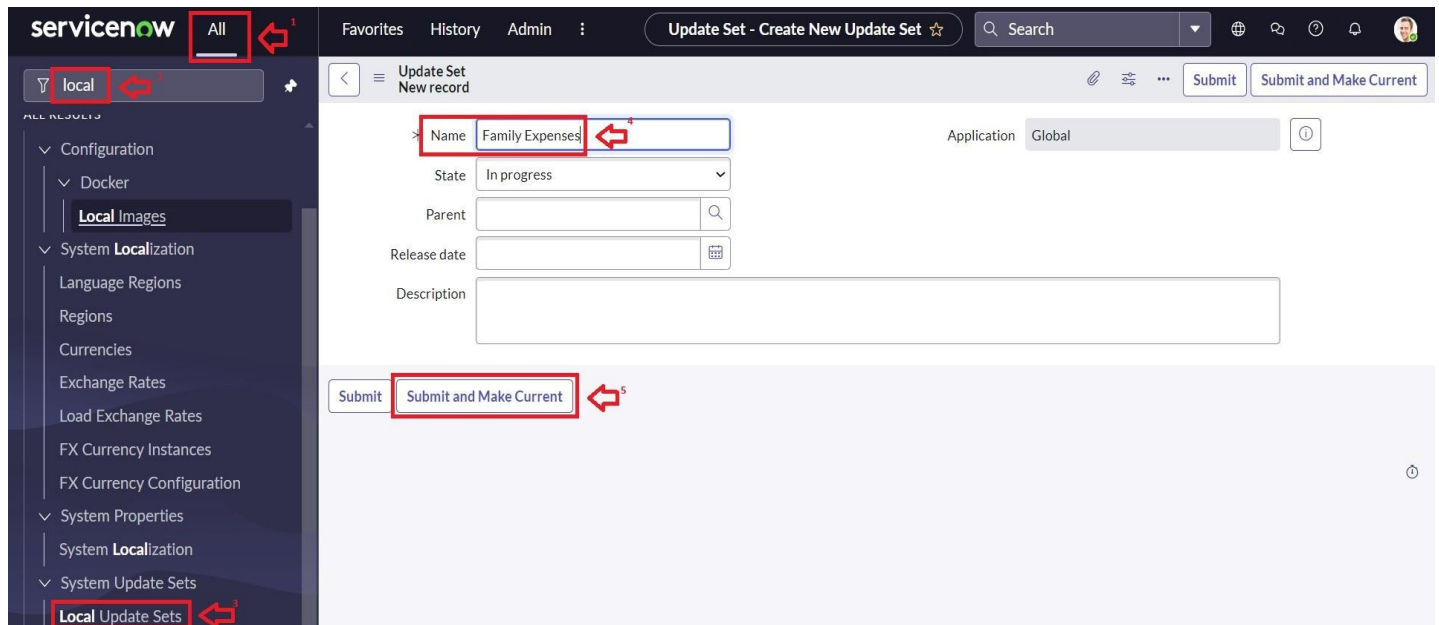 servicenow All 1 Favorites History Admin Update Set - Create New Update Set Search
local 2
Update Set
New record
Submit Submit and Make Current
ALL RESULTS
Configuration
Docker
Local Images
System Localization
Language Regions
Regions
Currencies
Exchange Rates
Load Exchange Rates
FX Currency Instances
FX Currency Configuration
System Properties
System Localization
System Update Sets
Local Update Sets 3
* Name Family Expenses 4
Application Global
State In progress
Parent
Release date
Description
Submit Submit and Make Current 5